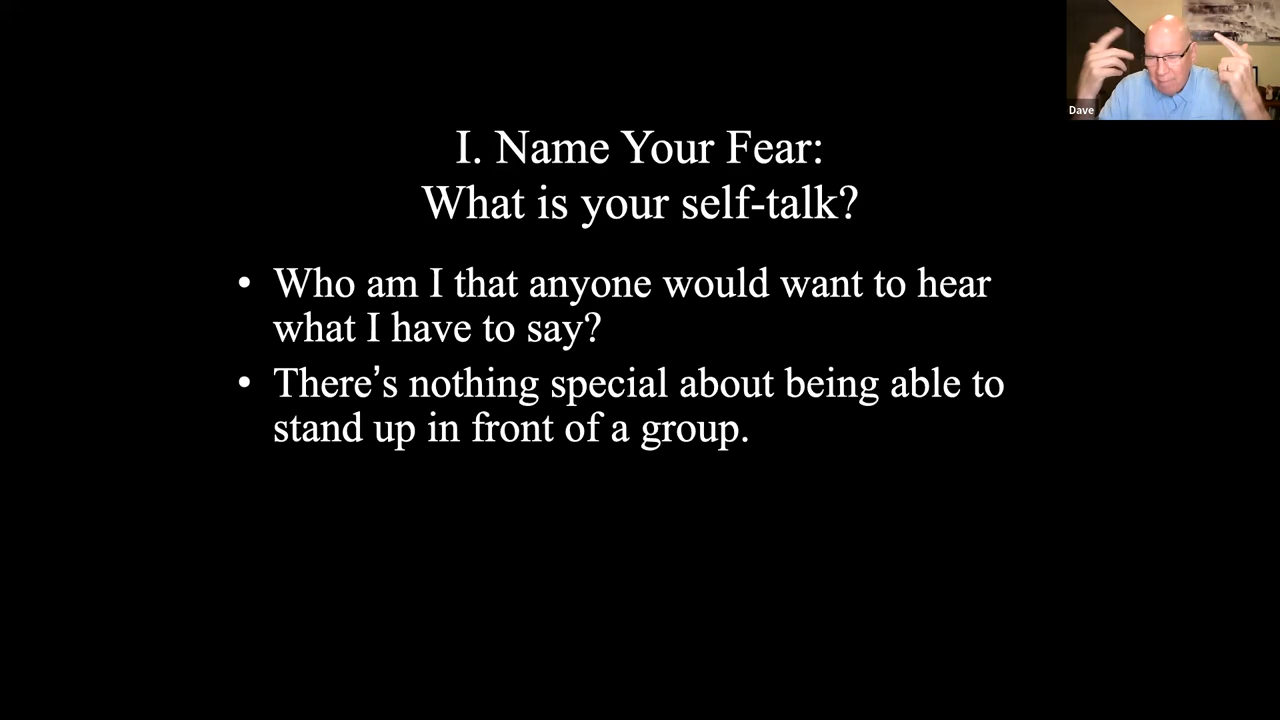 Dave
I. Name Your Fear:
What is your self-talk?
• Who am I that anyone would want to hear
what I have to say?
• There’s nothing special about being able to
stand up in front of a group.